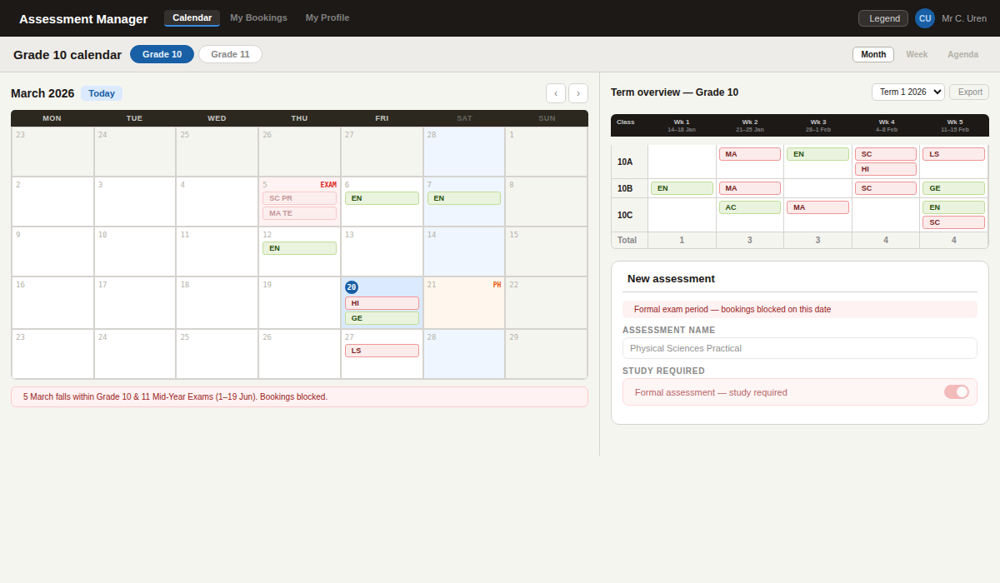 Assessment Manager
Calendar
My Bookings
My Profile
Legend
CU
Mr C. Uren
Grade 10 calendar
Grade 10
Grade 11
Month
Week
Agenda
March 2026
Today
‹
›
MON TUE WED THU FRI SAT SUN
23 24 25 26 27 28 1
2 3 4 5 EXAM 6 7 8
SC PR EN EN
MA TE
9 10 11 12 13 14 15
EN
16 17 18 19 20 21 PH 22
HI
GE
23 24 25 26 27 28 29
LS
5 March falls within Grade 10 & 11 Mid-Year Exams (1–19 Jun). Bookings blocked.
Term overview — Grade 10
Term 1 2026
Export
Class Wk 1 Wk 2 Wk 3 Wk 4 Wk 5
14–18 Jan 21–25 Jan 28–1 Feb 4–8 Feb 11–15 Feb
10A MA EN SC LS
HI
10B EN MA SC GE
10C AC MA EN
SC
Total 1 3 3 4 4
New assessment
Formal exam period — bookings blocked on this date
ASSESSMENT NAME
Physical Sciences Practical
STUDY REQUIRED
Formal assessment — study required